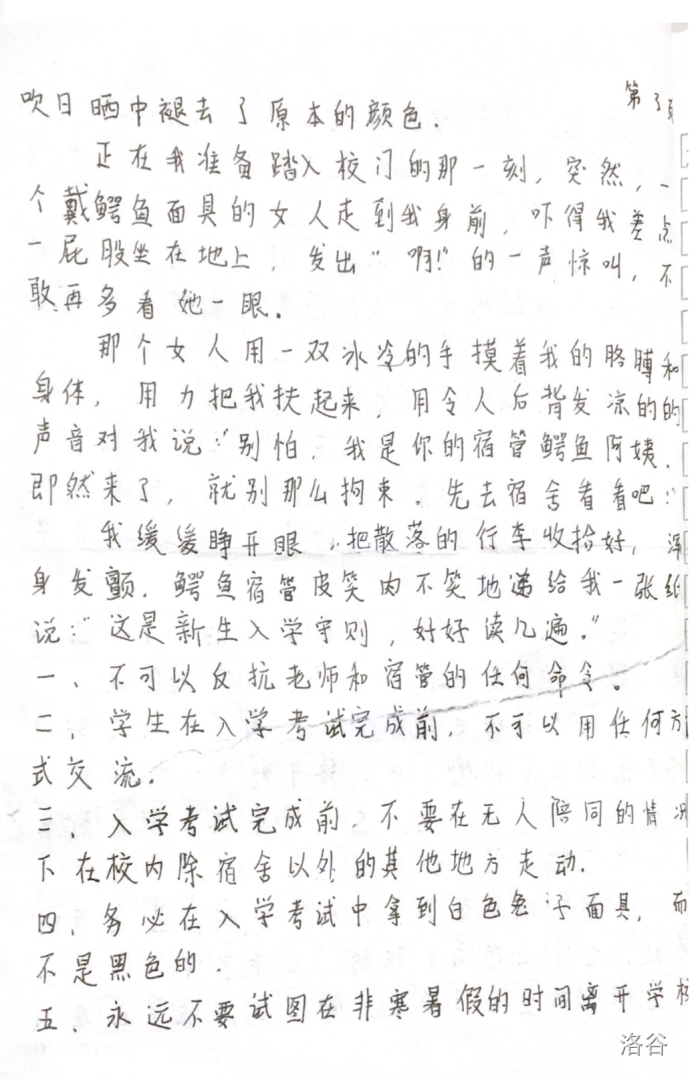 第3页
吹日晒中褪去了原本的颜色.
正在我准备踏入校门的那一刻，突然，一
个戴鳄鱼面具的女人走到我身前，吓得我差点
一屁股坐在地上，发出“啊!”的一声惊叫，不
敢再多看她一眼.
那个女人用一双冰冷的手摸着我的胳膊和
身体，用力把我扶起来，用令人后背发凉的的
声音对我说:“别怕，我是你的宿管鳄鱼阿姨.
即然来了，就别那么拘束.先去宿舍看看吧!”
我缓缓睁开眼，把散落的行李收拾好，浑
身发颤.鳄鱼宿管皮笑肉不笑地递给我一张纸
说:“这是新生入学守则，好好读几遍。”
一、不可以反抗老师和宿管的任何命令。
二、学生在入学考试完成前，不可以用任何方
式交流.
三、入学考试完成前，不要在无人陪同的情况
下在校内除宿舍以外的其他地方走动.
四、务必在入学考试中拿到白色兔子面具，而
不是黑色的.
五、永远不要试图在非寒暑假的时间离开学校
洛谷